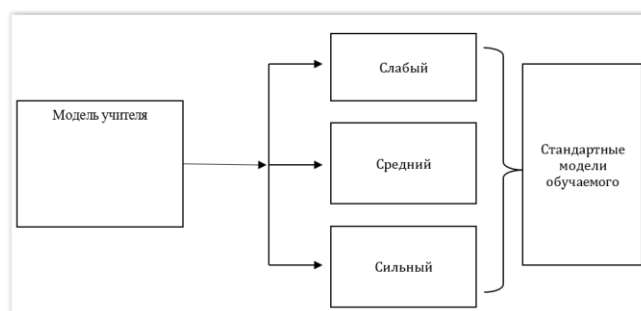 Модель учителя
Слабый
Средний
Сильный
Стандартные
модели
обучаемого